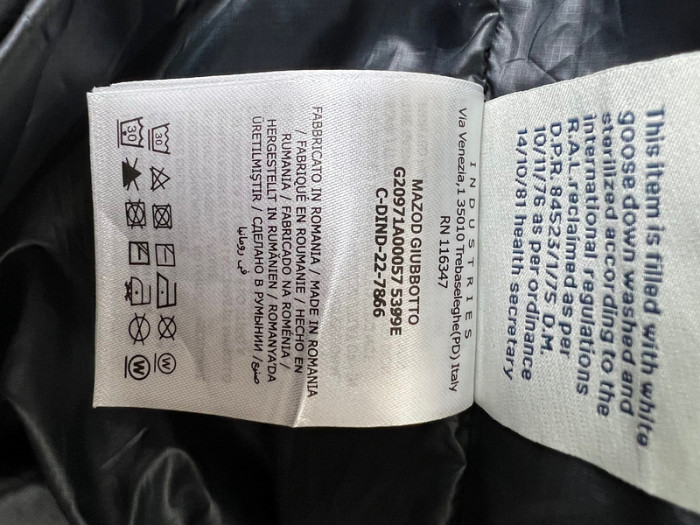 INDUSTRIES
Via Venezia,1 35010 Trebaseleghe(PD) Italy
RN 116347
MAZOD GIUBBOTTO
G20971A00057 5399E
C-DIND-22-7866
FABBRICATO IN ROMANIA / MADE IN ROMANIA
/ FABRIQUÉ EN ROUMANIE / HECHO EN
RUMANIA / FABRICADO NA ROMÉNIA /
HERGESTELLT IN RUMÄNIEN / ROMANYA'DA
ÜRETILMIŞTIR / СДЕЛАНО В РУМЫНИИ / صنع
في رومانيا
30
W
30
W
This item is filled with white
goose down washed and
sterilized according to the
international regulations
R.A.L. reclaimed as per
D.P.R. 84523/1/75 D.M.
10/11/76 as per ordinance
14/10/81 health secretary